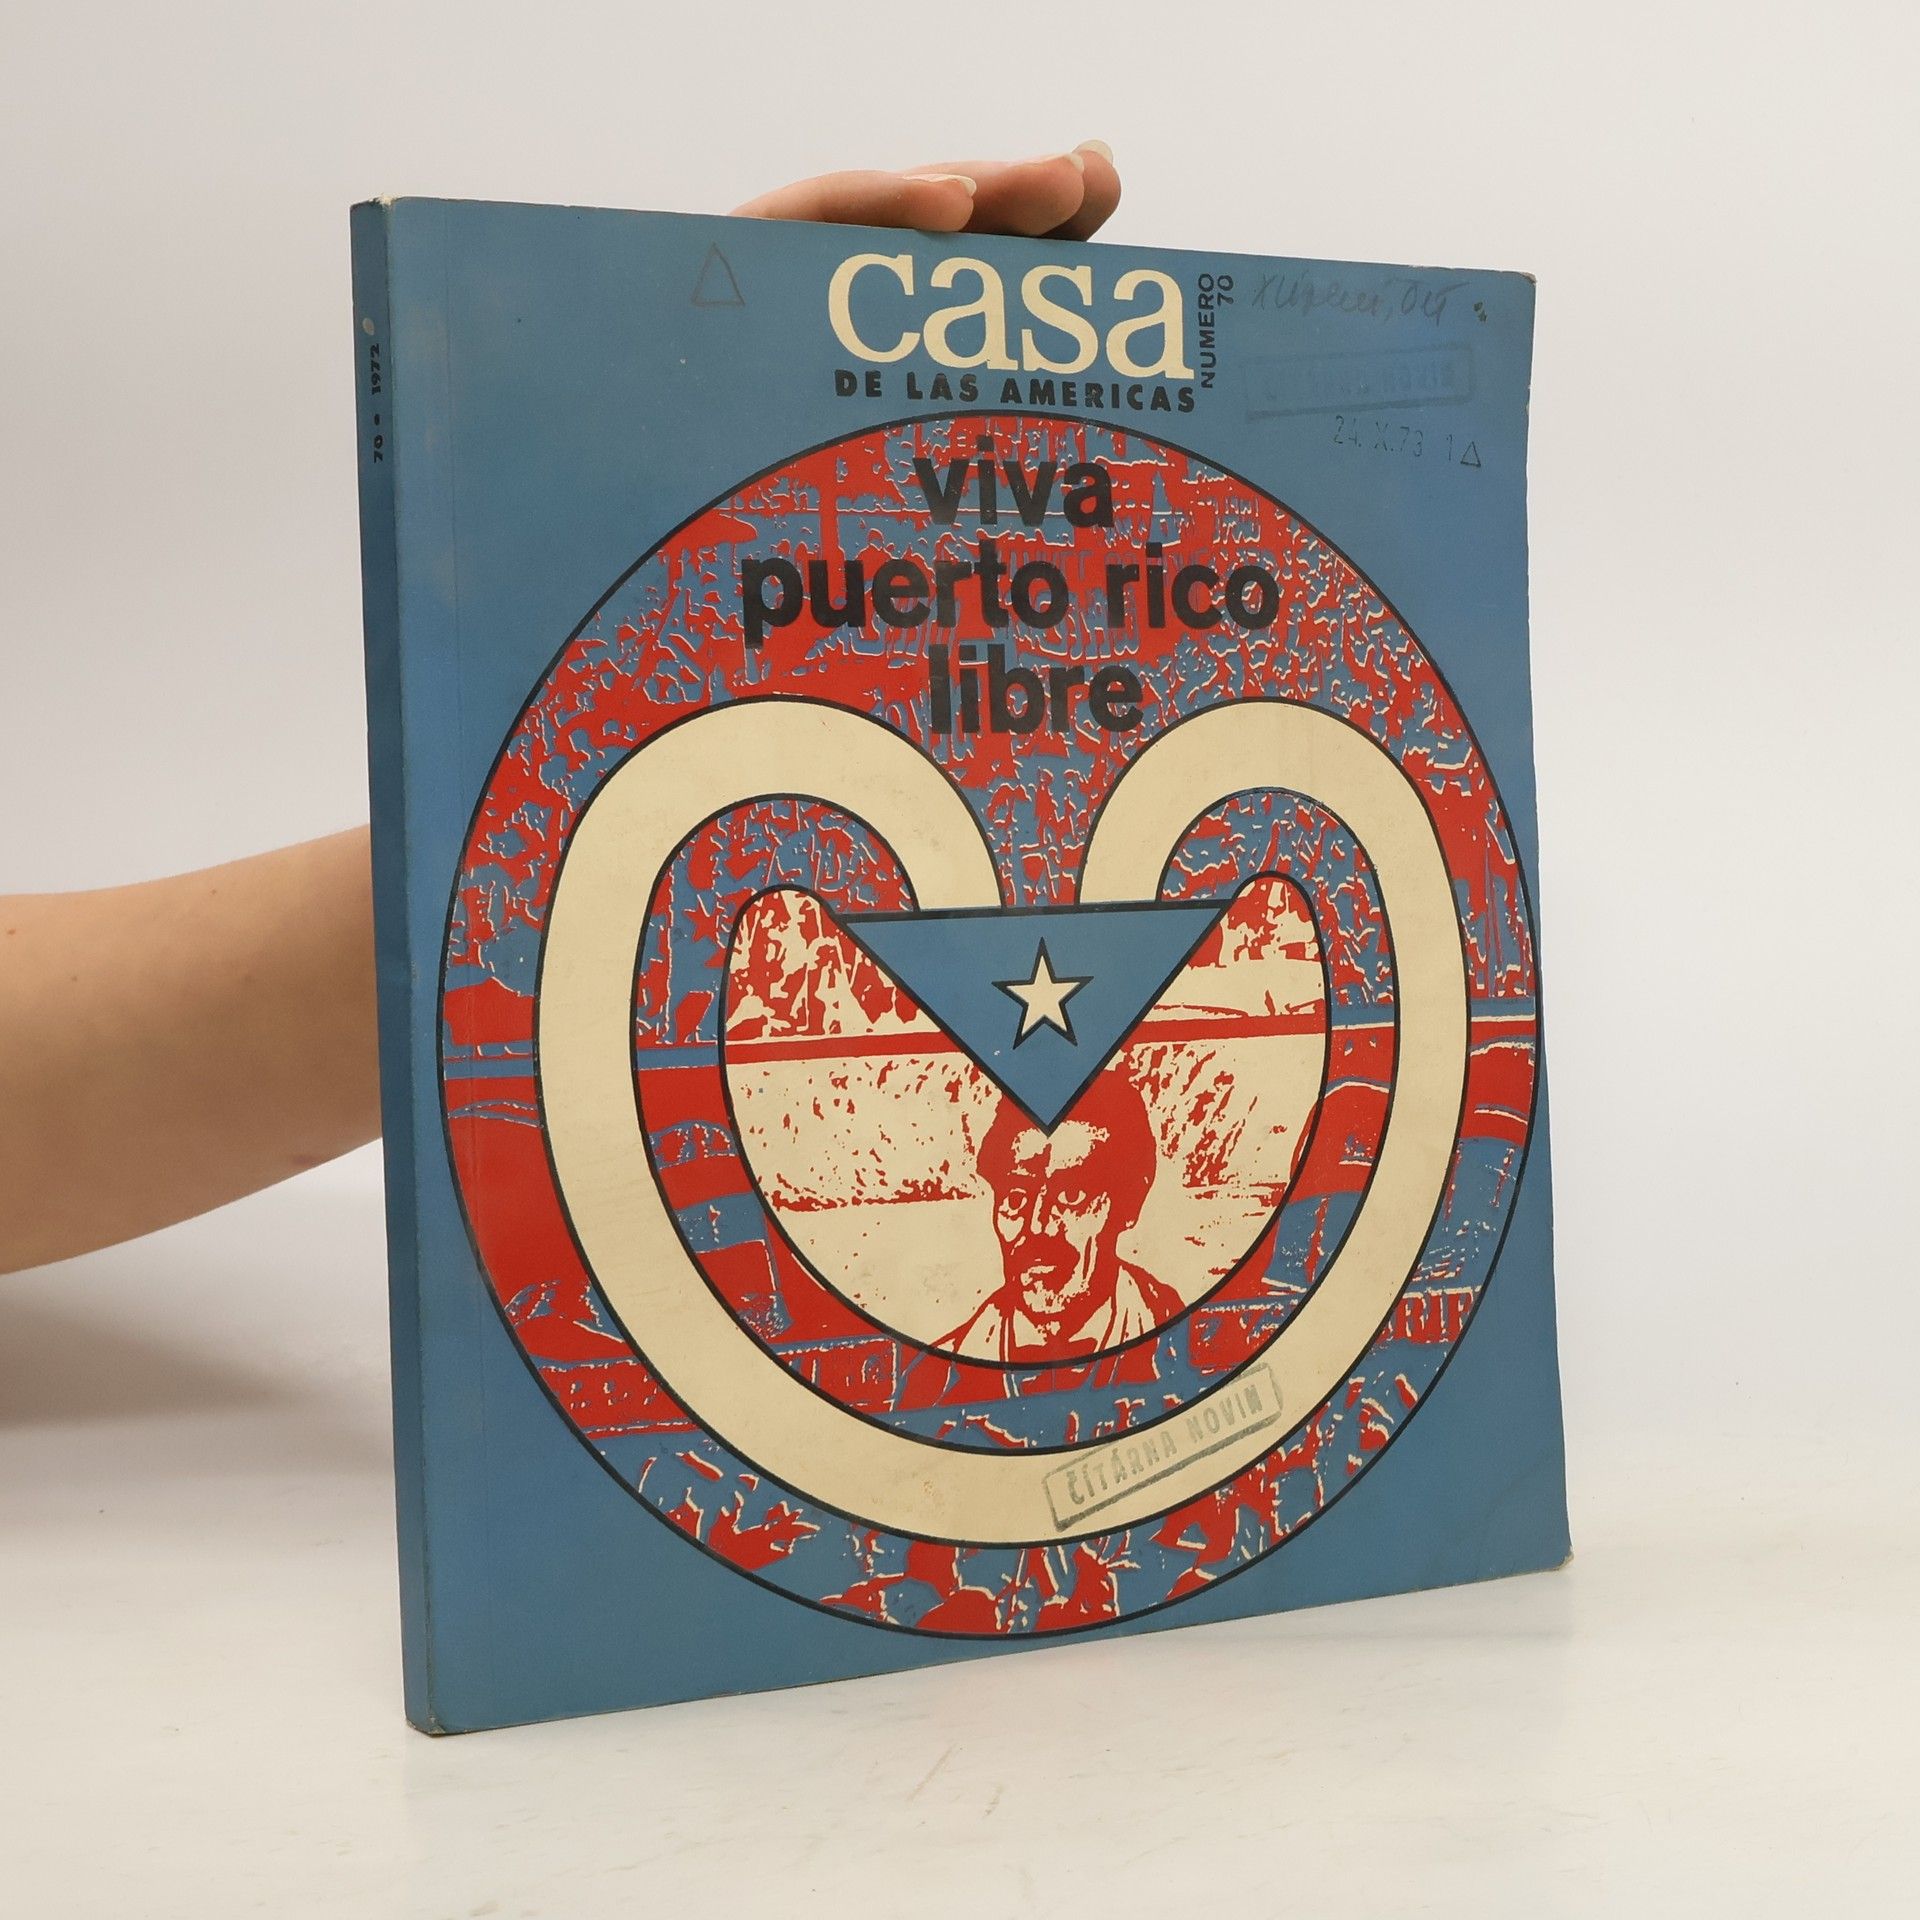 casa
DE LAS AMERICAS
NUMERO
70
24. X. 73 1
viva
puerto rico
libre
ČÍTÁRNA NOVIN
70 • 1972